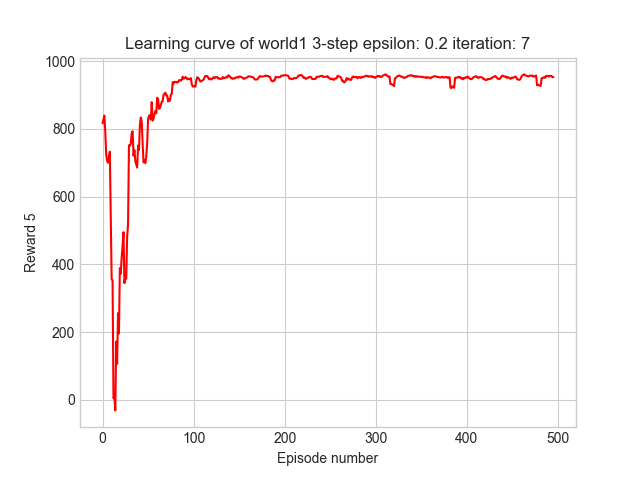 Learning curve of world1 3-step epsilon: 0.2 iteration: 7
1000
800
600
400
200
0
Reward 5
0 100 200 300 400 500
Episode number